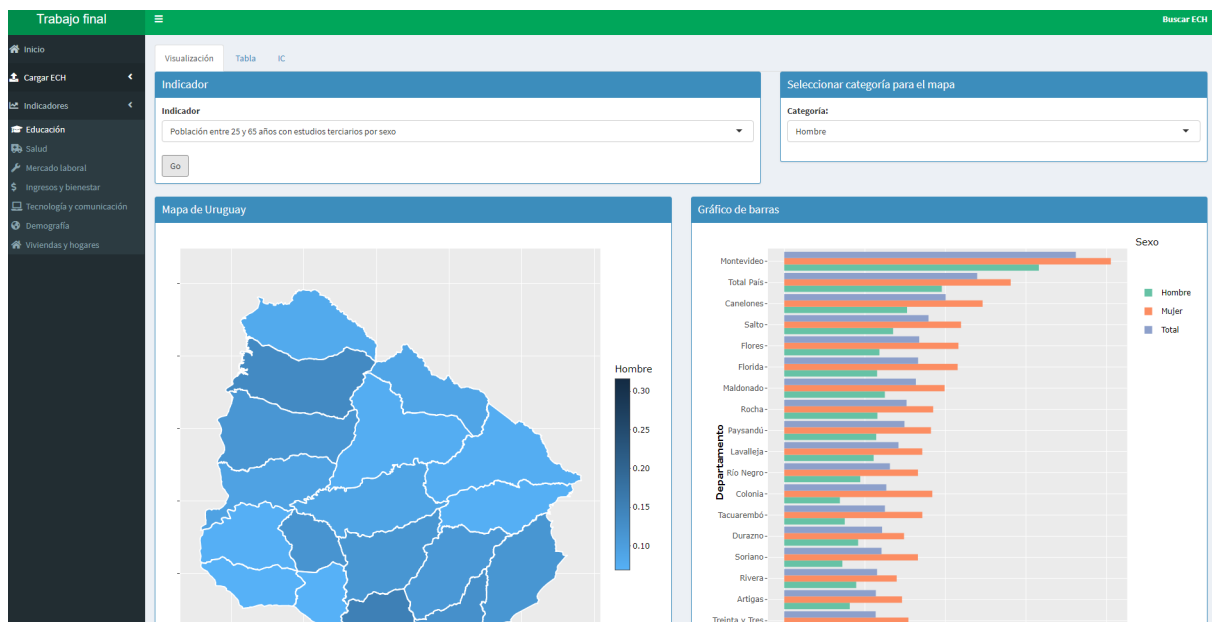 Trabajo final
Buscar ECH
Inicio
Cargar ECH
Indicadores
Educación
Salud
Mercado laboral
Ingresos y bienestar
Tecnología y comunicación
Demografía
Viviendas y hogares
Visualización
Tabla
IC
Indicador
Indicador
Población entre 25 y 65 años con estudios terciarios por sexo
Go
Seleccionar categoría para el mapa
Categoría:
Hombre
Mapa de Uruguay
Hombre
0.30
0.25
0.20
0.15
0.10
Gráfico de barras
Departamento
Montevideo
Total País
Canelones
Salto
Flores
Florida
Maldonado
Rocha
Paysandú
Lavalleja
Río Negro
Colonia
Tacuarembó
Durazno
Soriano
Rivera
Artigas
Treinta y Tres
Sexo
Hombre
Mujer
Total